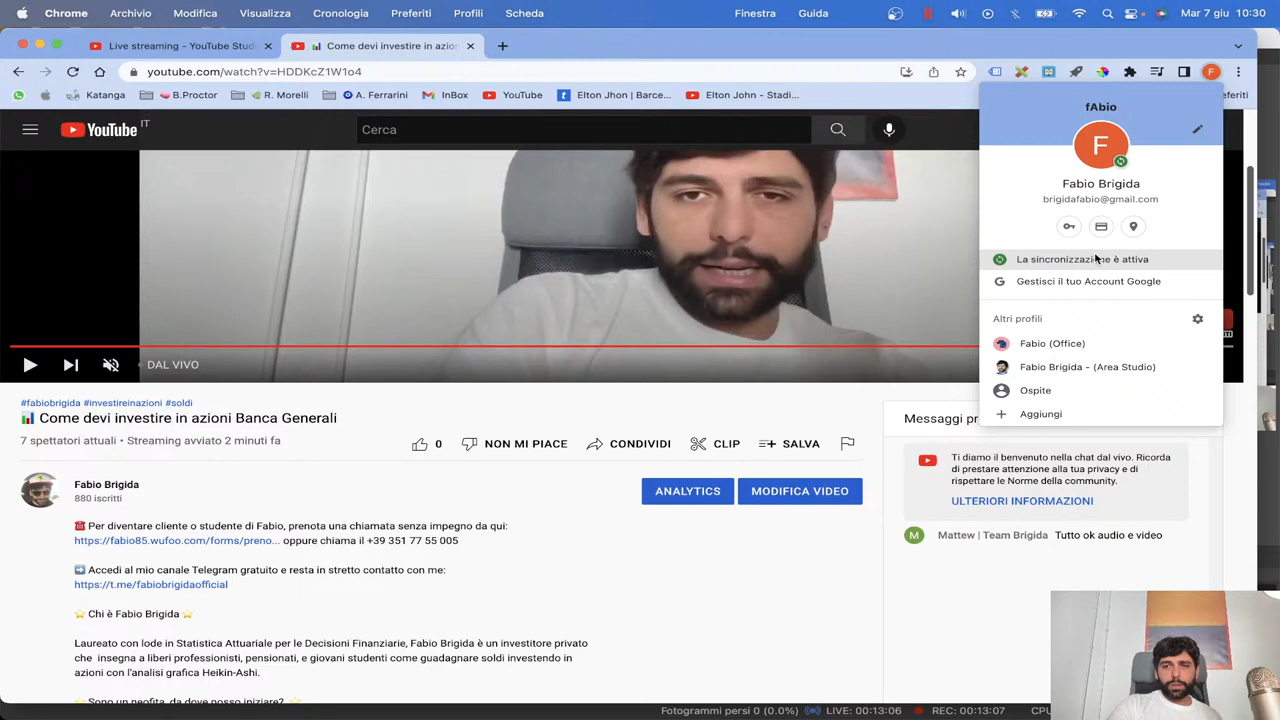 Chrome Archivio Modifica Visualizza Cronologia Preferiti Profili Scheda Finestra Guida Mar 7 giu 10:30
Live streaming - YouTube Stud
Come devi investire in azion
youtube.com/watch?v=HDDKcZ1W1o4
F
Katanga B.Proctor R. Morelli A. Ferrarini InBox YouTube Elton Jhon | Barce... Elton John - Stadi... eferiti
YouTube IT
Cerca
fAbio
F
Fabio Brigida
brigidafabio@gmail.com
La sincronizzazione è attiva
Gestisci il tuo Account Google
Altri profili
Fabio (Office)
Fabio Brigida - (Area Studio)
Ospite
Aggiungi
DAL VIVO
#fabiobrigida #investireinazioni #soldi
Come devi investire in azioni Banca Generali
7 spettatori attuali • Streaming avviato 2 minuti fa
0 NON MI PIACE CONDIVIDI CLIP SALVA
Fabio Brigida
880 iscritti
ANALYTICS
MODIFICA VIDEO
Per diventare cliente o studente di Fabio, prenota una chiamata senza impegno da qui:
https://fabio85.wufoo.com/forms/preno... oppure chiama il +39 351 77 55 005
Accedi al mio canale Telegram gratuito e resta in stretto contatto con me:
https://t.me/fabiobrigidaofficial
Chi è Fabio Brigida
Laureato con lode in Statistica Attuariale per le Decisioni Finanziarie, Fabio Brigida è un investitore privato
che insegna a liberi professionisti, pensionati, e giovani studenti come guadagnare soldi investendo in
azioni con l'analisi grafica Heikin-Ashi.
Sono un neofita, da dove posso iniziare?
Messaggi pr
Ti diamo il benvenuto nella chat dal vivo. Ricorda
di prestare attenzione alla tua privacy e di
rispettare le Norme della community.
ULTERIORI INFORMAZIONI
M
Mattew | Team Brigida Tutto ok audio e video
Fotogrammi persi 0 (0.0%) LIVE: 00:13:06 REC: 00:13:07 CPU